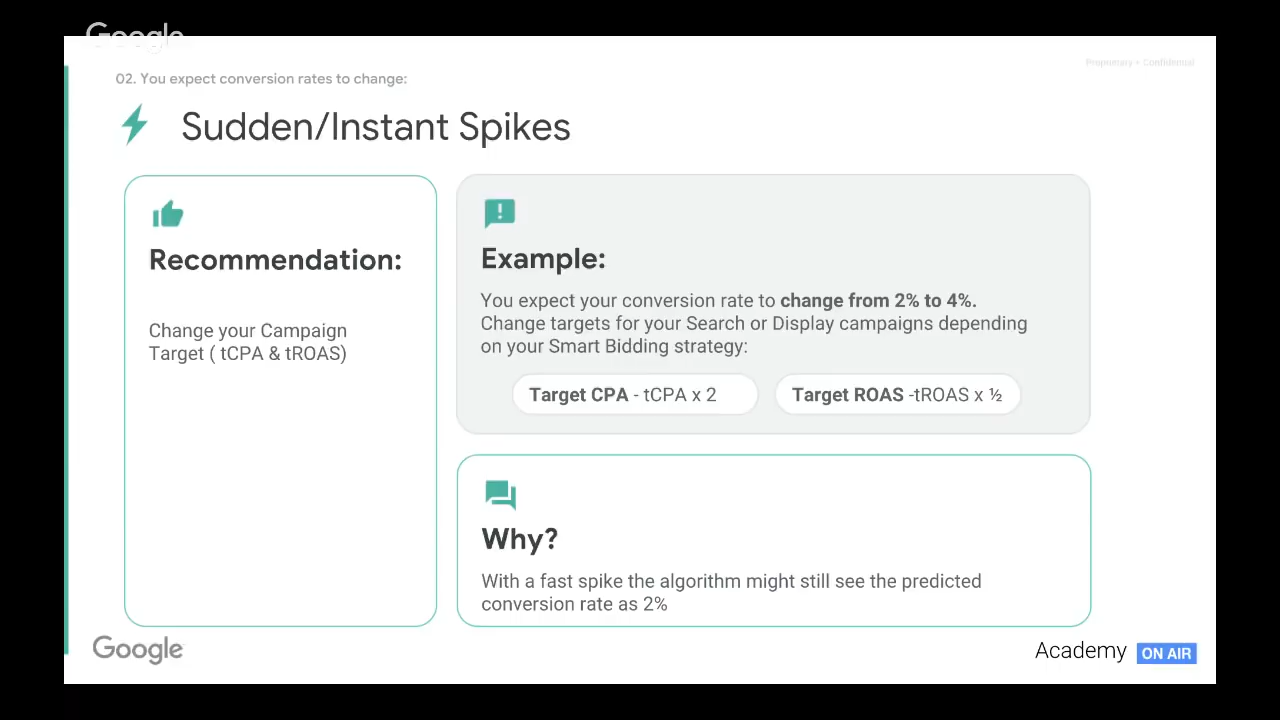 Google
Proprietary + Confidential
02. You expect conversion rates to change:
Sudden/Instant Spikes
Recommendation:
Change your Campaign
Target ( tCPA & tROAS)
Example:
You expect your conversion rate to change from 2% to 4%.
Change targets for your Search or Display campaigns depending
on your Smart Bidding strategy:
Target CPA - tCPA x 2
Target ROAS -tROAS x ½
Why?
With a fast spike the algorithm might still see the predicted
conversion rate as 2%
Google
Academy ON AIR